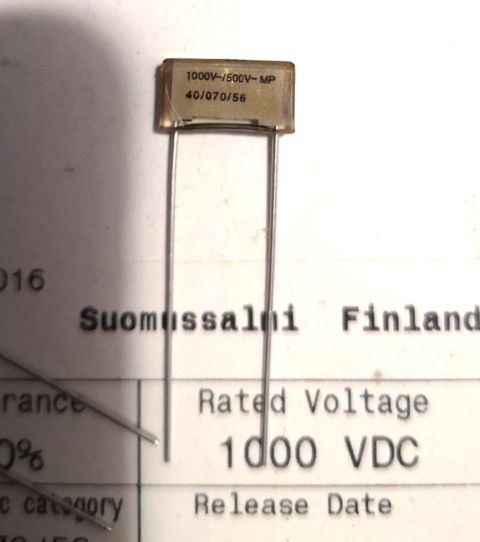 1000V-/500V~ MP
40/070/56
016
Suomussalmi Finland
rance
Rated Voltage
0%
1000 VDC
c category
Release Date